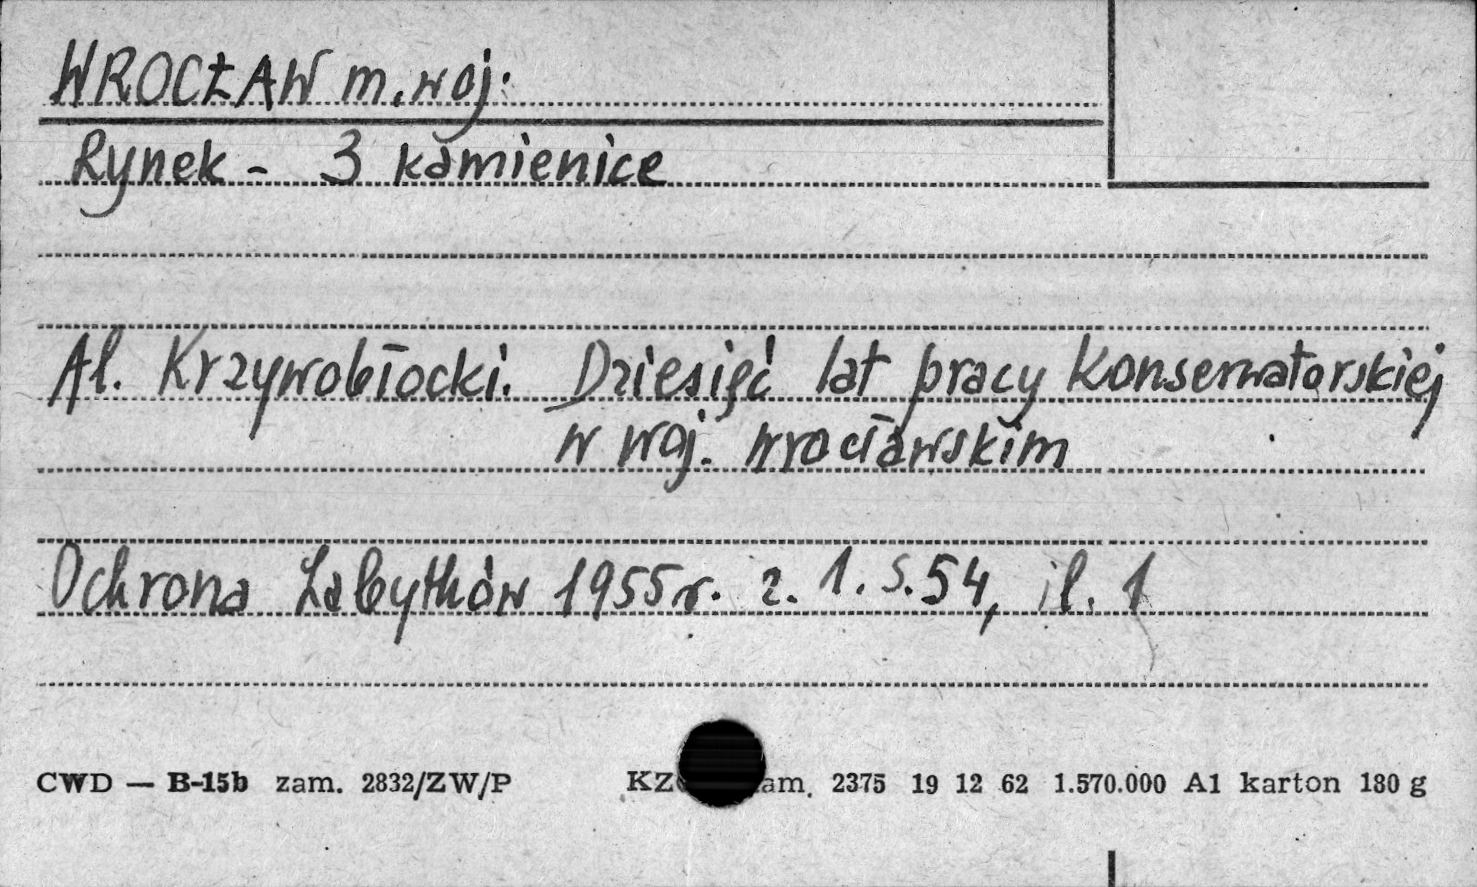 WROCŁAW m. woj.
Rynek - 3 kamienice
Al. Krzywobłocki. Dziesięć lat pracy konserwatorskiej
w woj. wrocławskim
Ochrona Zabytków 1955 r. z. 1. s. 54, il. 1
CWD — B-15b zam. 2832/ZW/P KZ am. 2375 19 12 62 1.570.000 A1 karton 180 g